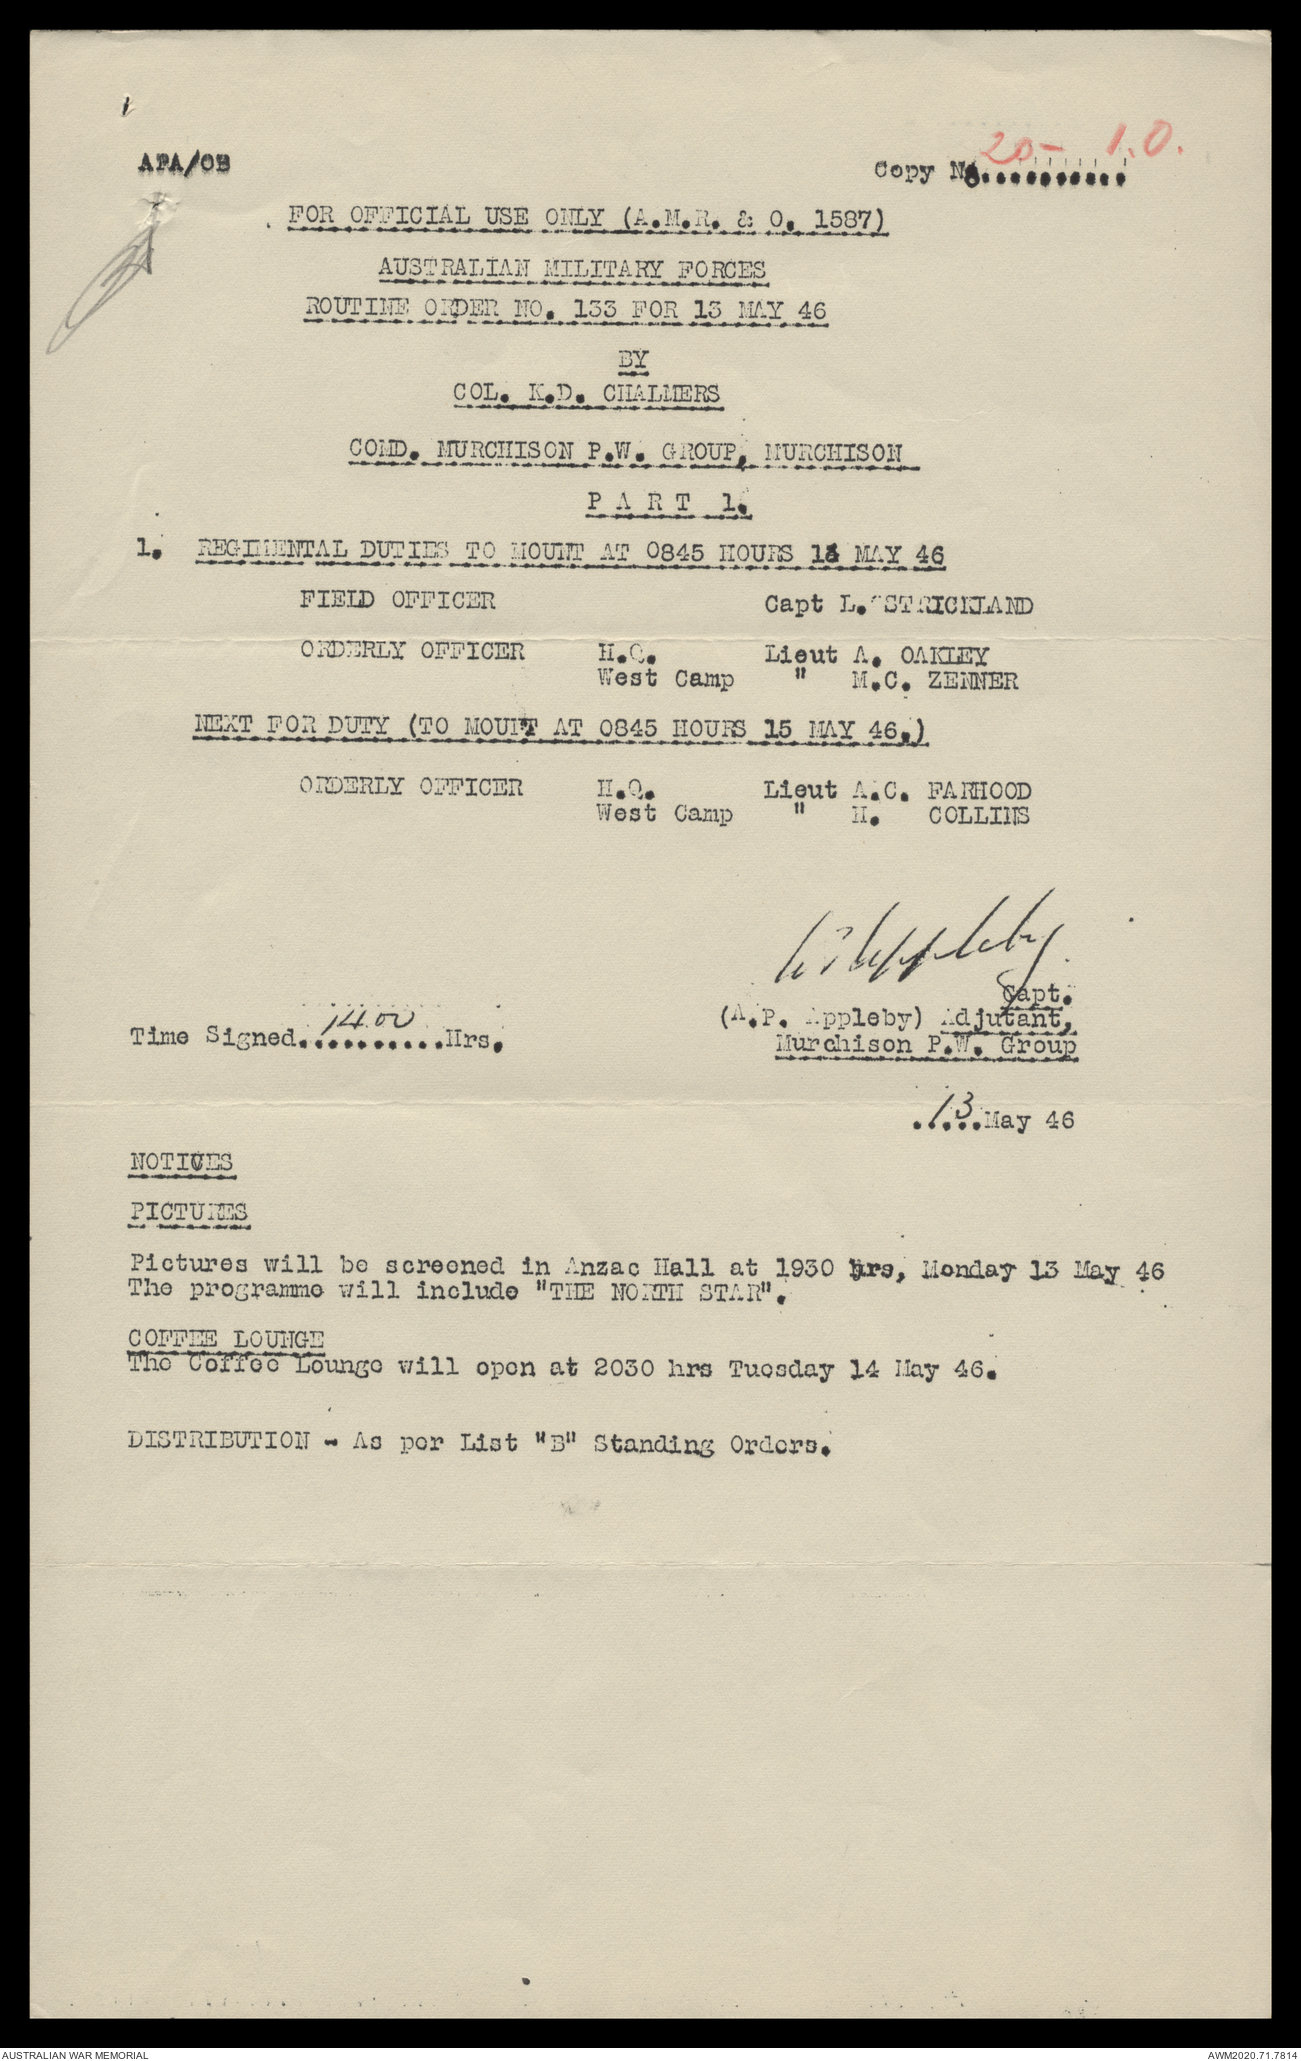 APA/CB
Copy No........... 20- 1.0.
FOR OFFICIAL USE ONLY (A.M.R. & O. 1587)
AUSTRALIAN MILITARY FORCES
ROUTINE ORDER NO. 133 FOR 13 MAY 46
BY
COL. K.D. CHALMERS
COMD. MURCHISON P.W. GROUP, MURCHISON
P A R T 1.
1. REGIMENTAL DUTIES TO MOUNT AT 0845 HOURS 14 MAY 46
FIELD OFFICER Capt L. STRICKLAND
ORDERLY OFFICER H.Q. Lieut A. OAKLEY
West Camp " M.C. ZENNER
NEXT FOR DUTY (TO MOUNT AT 0845 HOURS 15 MAY 46.)
ORDERLY OFFICER H.Q. Lieut A.C. FARHOOD
West Camp " H. COLLINS
Appleby
Capt.
(A.P. Appleby) Adjutant,
Time Signed..........Hrs. 1400
Murchison P.W. Group
..13...May 46
NOTICES
PICTURES
Pictures will be screened in Anzac Hall at 1930 hrs, Monday 13 May 46
The programme will include "THE NORTH STAR".
COFFEE LOUNGE
The Coffee Lounge will open at 2030 hrs Tuesday 14 May 46.
DISTRIBUTION - As per List "B" Standing Orders.
AUSTRALIAN WAR MEMORIAL
AWM2020.71.7814